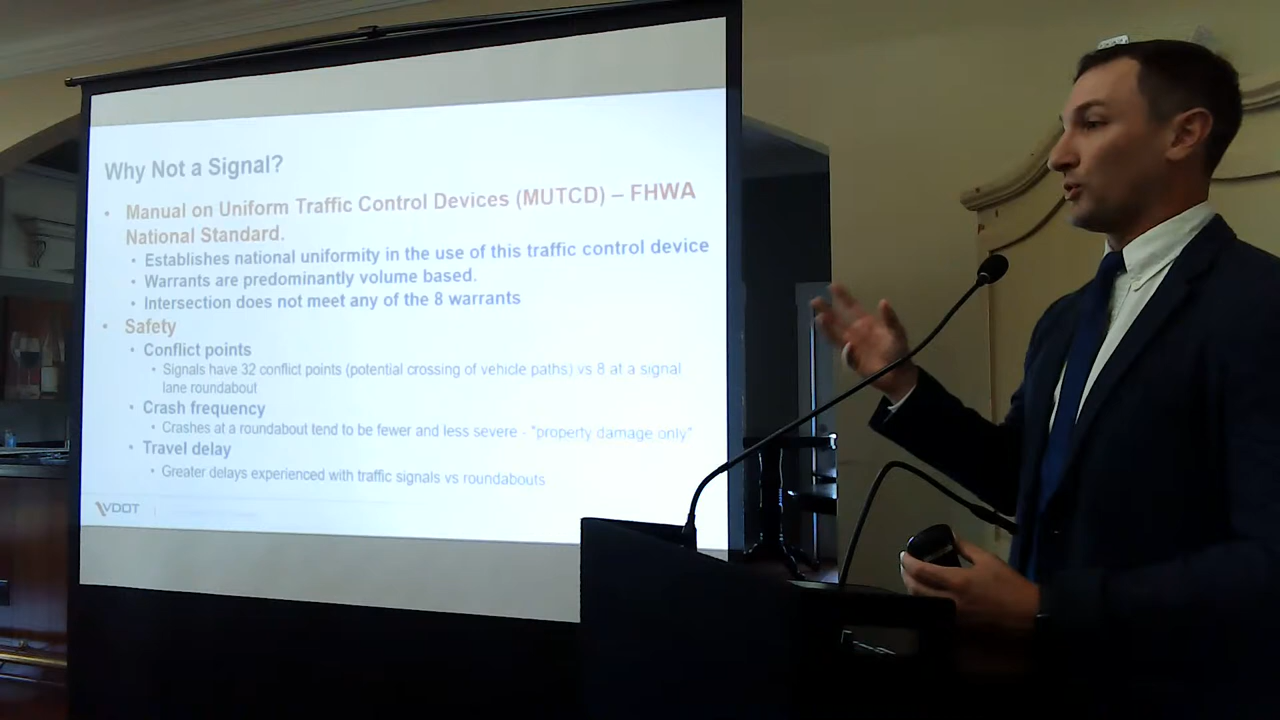 Why Not a Signal?
• Manual on Uniform Traffic Control Devices (MUTCD) – FHWA
National Standard.
• Establishes national uniformity in the use of this traffic control device
• Warrants are predominantly volume based.
• Intersection does not meet any of the 8 warrants
• Safety
• Conflict points
• Signals have 32 conflict points (potential crossing of vehicle paths) vs 8 at a signal
lane roundabout
• Crash frequency
• Crashes at a roundabout tend to be fewer and less severe - "property damage only"
• Travel delay
• Greater delays experienced with traffic signals vs roundabouts
VDOT